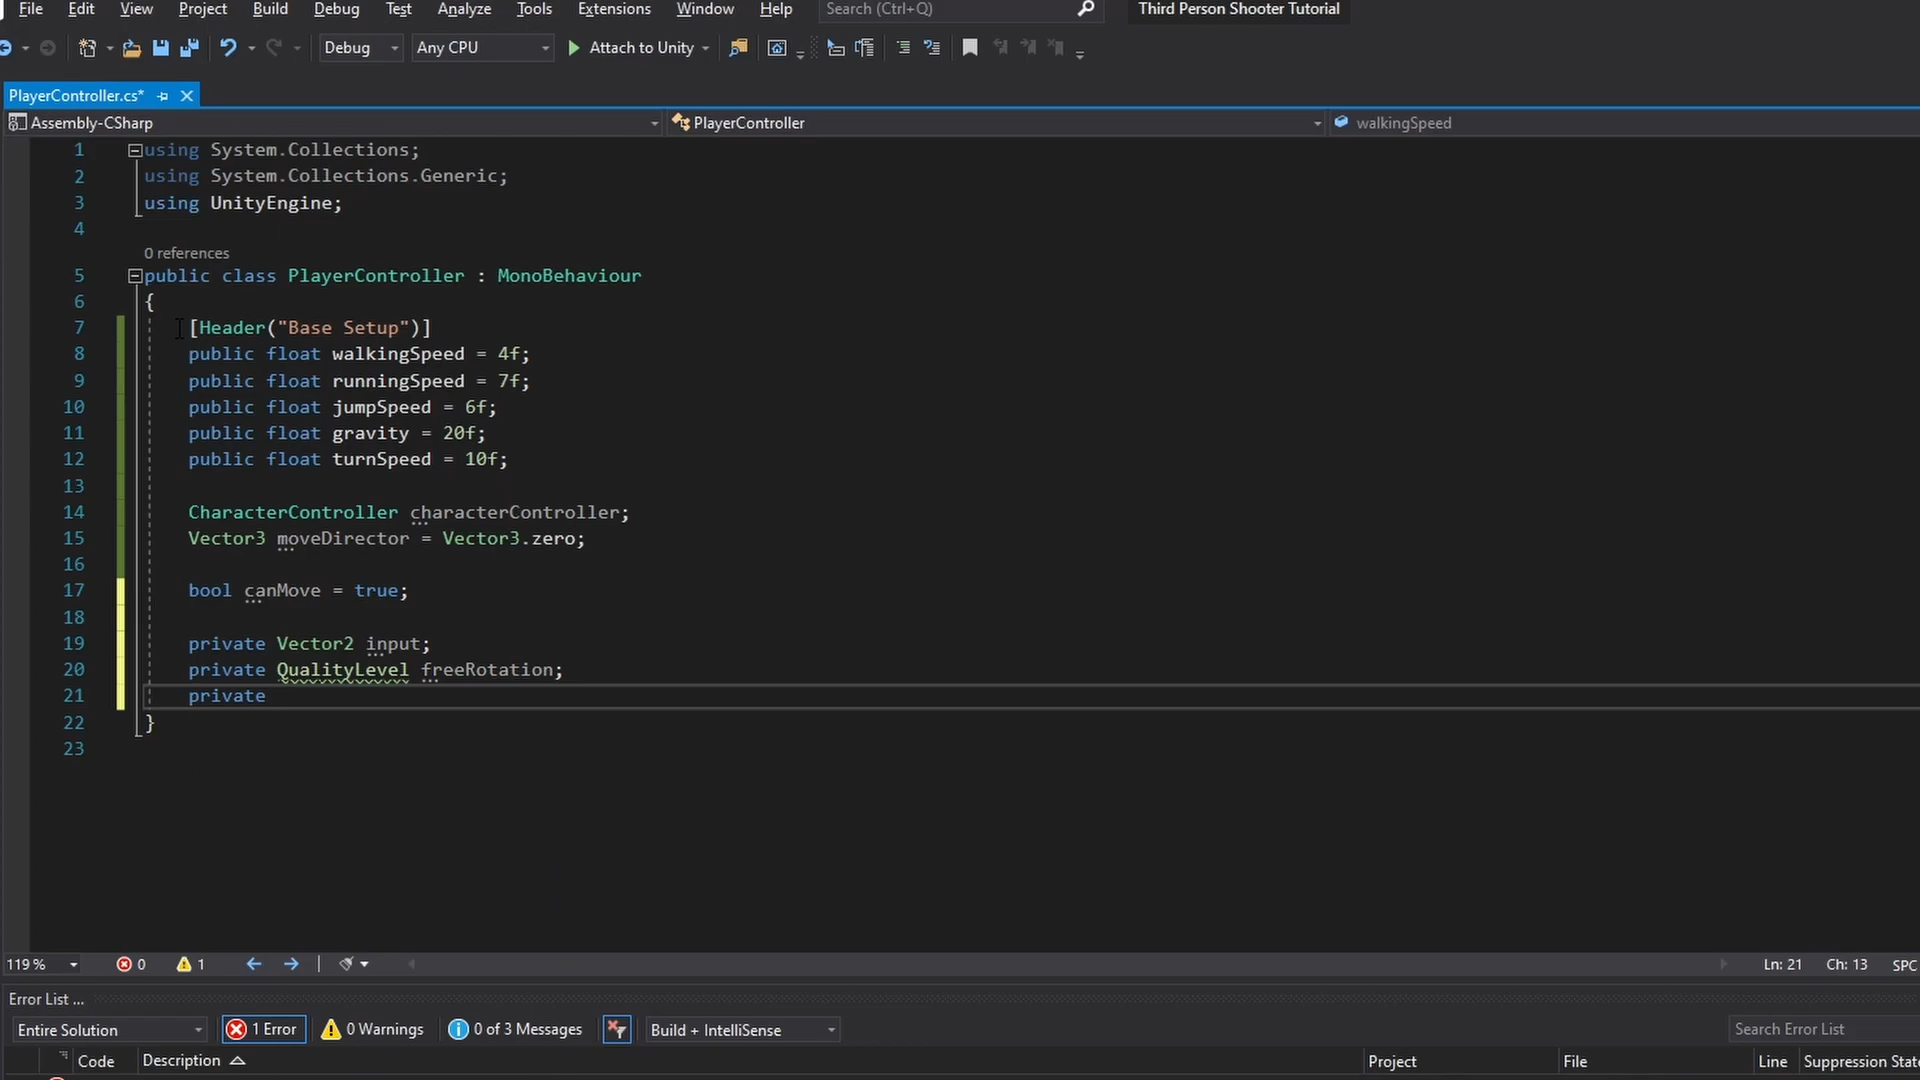 File Edit View Project Build Debug Test Analyze Tools Extensions Window Help Search (Ctrl+Q) Third Person Shooter Tutorial
Debug Any CPU Attach to Unity
PlayerController.cs*
Assembly-CSharp PlayerController walkingSpeed
1 using System.Collections;
2 using System.Collections.Generic;
3 using UnityEngine;
4
0 references
5 public class PlayerController : MonoBehaviour
6 {
7 [Header("Base Setup")]
8 public float walkingSpeed = 4f;
9 public float runningSpeed = 7f;
10 public float jumpSpeed = 6f;
11 public float gravity = 20f;
12 public float turnSpeed = 10f;
13
14 CharacterController characterController;
15 Vector3 moveDirector = Vector3.zero;
16
17 bool canMove = true;
18
19 private Vector2 input;
20 private QualityLevel freeRotation;
21 private
22 }
23
119 % 0 1 Ln: 21 Ch: 13 SPC
Error List ...
Entire Solution 1 Error 0 Warnings 0 of 3 Messages Build + IntelliSense Search Error List
Code Description Project File Line Suppression State